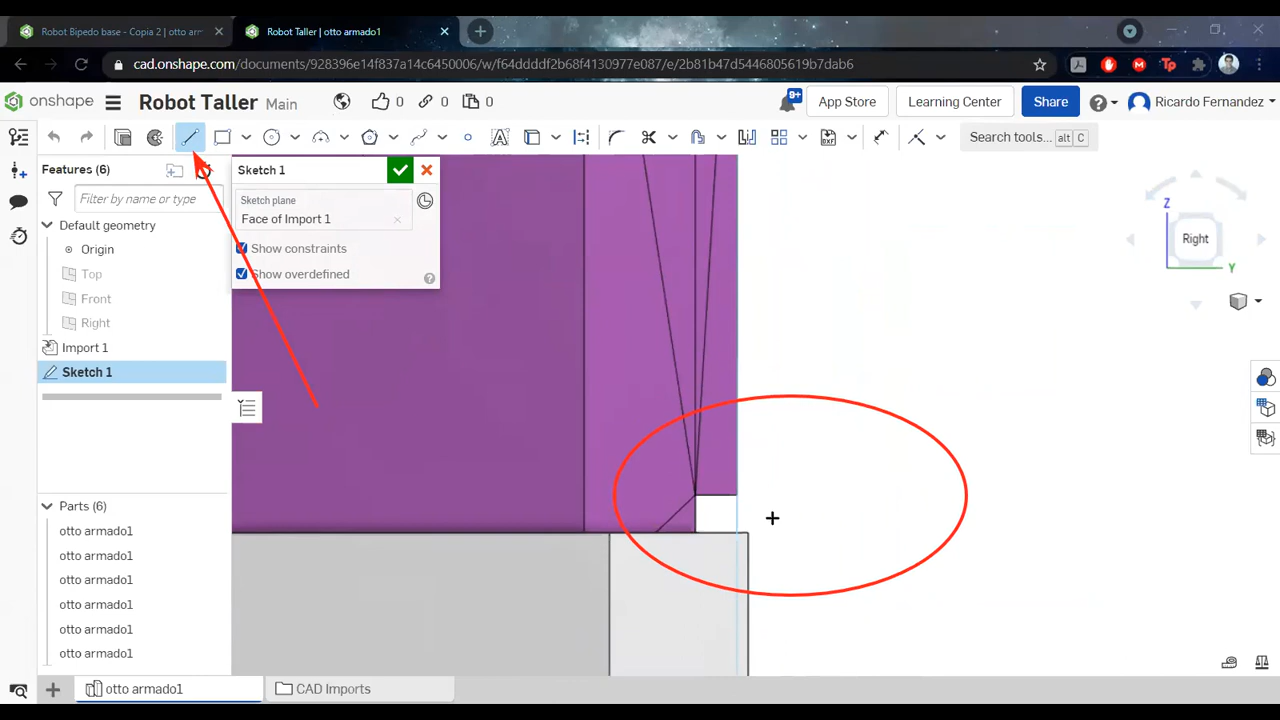 Robot Bipedo base - Copia 2 | otto arm
Robot Taller | otto armado1
cad.onshape.com/documents/928396e14f837a14c6450006/w/f64dcddf2b68f4130977e087/e/2b81b47d5446805619b7dab6
onshape
Robot Taller Main
0
0
0
9+
App Store
Learning Center
Share
Ricardo Fernandez
Search tools... alt C
Features (6)
Filter by name or type
Default geometry
Origin
Top
Front
Right
Import 1
Sketch 1
Sketch 1
Sketch plane
Face of Import 1
Show constraints
Show overdefined
Z
Right
Y
Parts (6)
otto armado1
otto armado1
otto armado1
otto armado1
otto armado1
otto armado1
otto armado1
CAD Imports